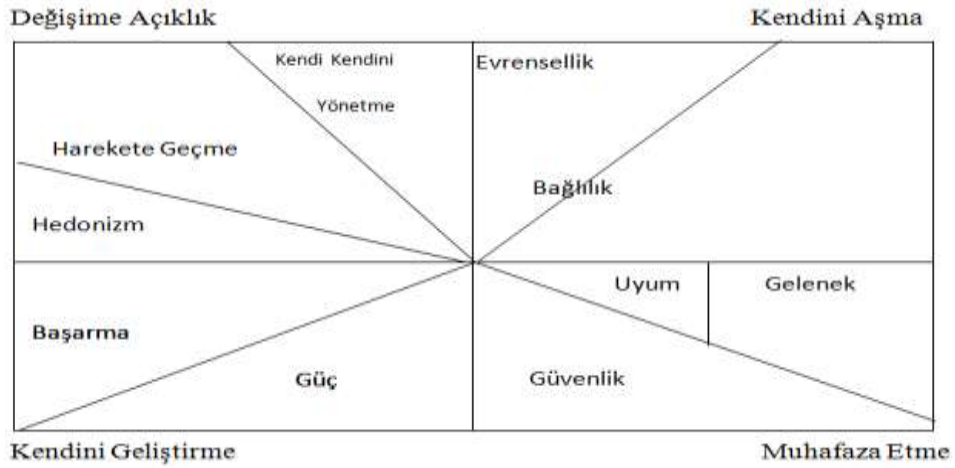 Değişime Açıklık
Kendini Aşma
Kendi Kendini
Yönetme
Evrensellik
Harekete Geçme
Bağlılık
Hedonizm
Uyum
Gelenek
Başarma
Güç
Güvenlik
Kendini Geliştirme
Muhafaza Etme